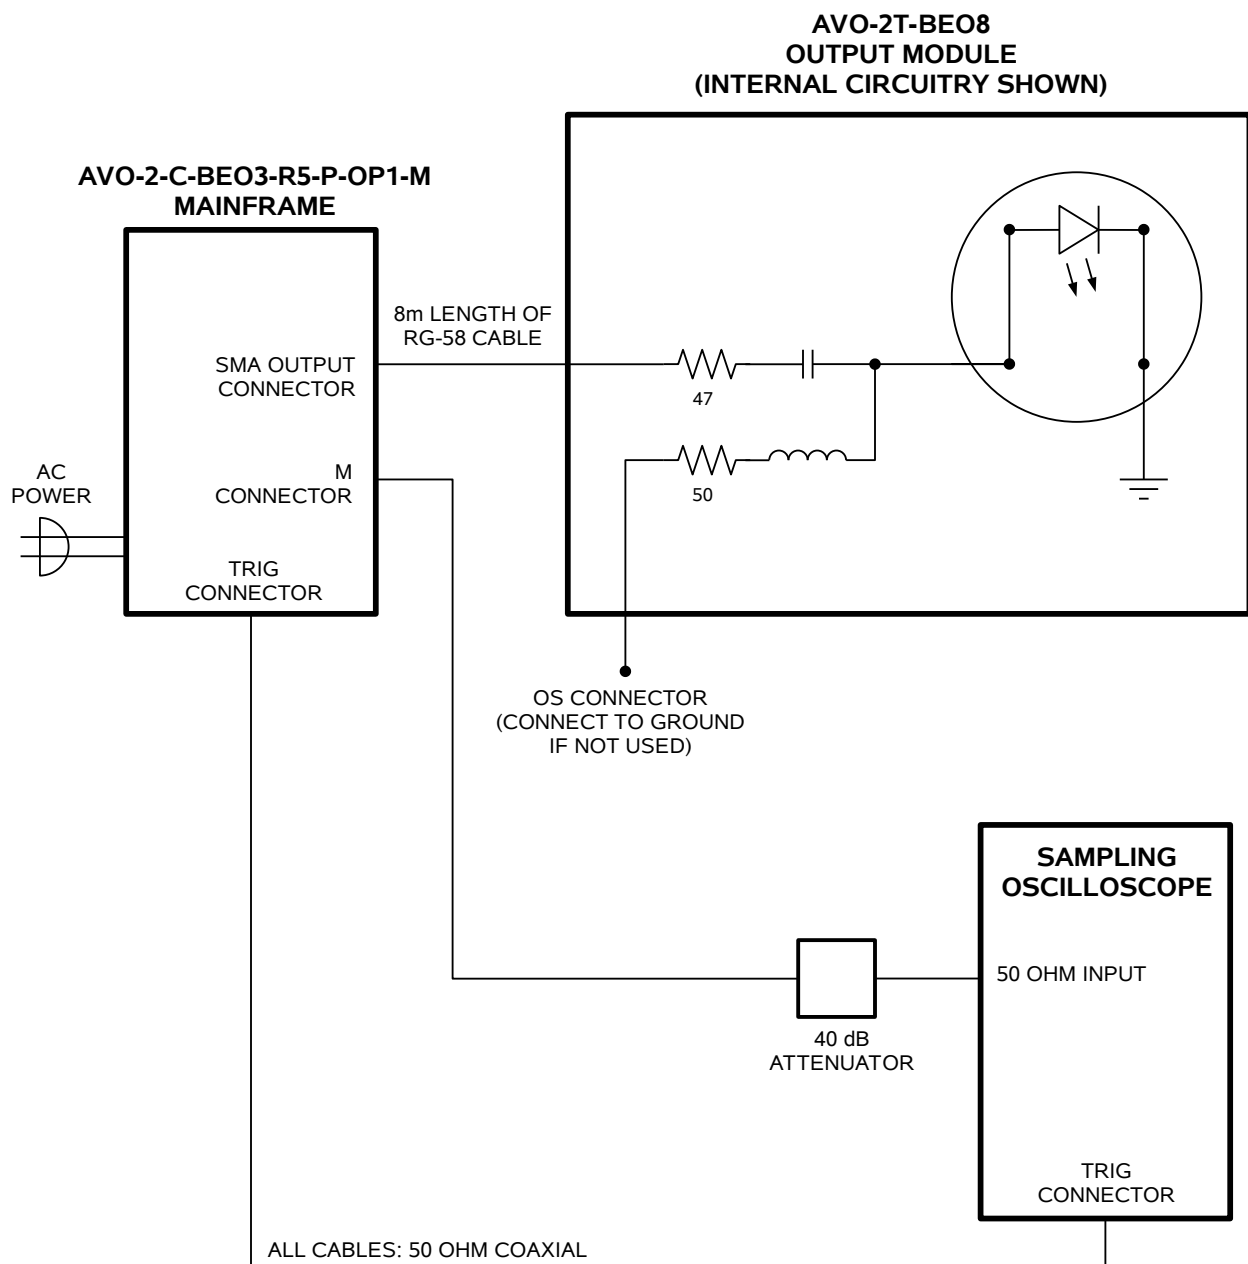 AVO-2T-BEO8
OUTPUT MODULE
(INTERNAL CIRCUITRY SHOWN)
AVO-2-C-BEO3-R5-P-OP1-M
MAINFRAME
8m LENGTH OF
RG-58 CABLE
SMA OUTPUT
CONNECTOR
47
AC
POWER
M
CONNECTOR
50
TRIG
CONNECTOR
OS CONNECTOR
(CONNECT TO GROUND
IF NOT USED)
SAMPLING
OSCILLOSCOPE
50 OHM INPUT
40 dB
ATTENUATOR
TRIG
CONNECTOR
ALL CABLES: 50 OHM COAXIAL